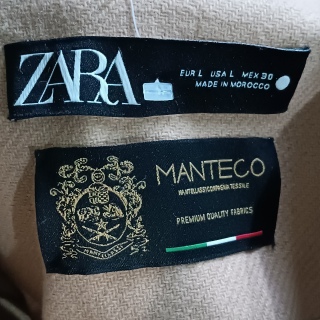 ZARA
EUR L USA L MEX 30
MADE IN MOROCCO
MANTECO
PREMIUM QUALITY FABRICS